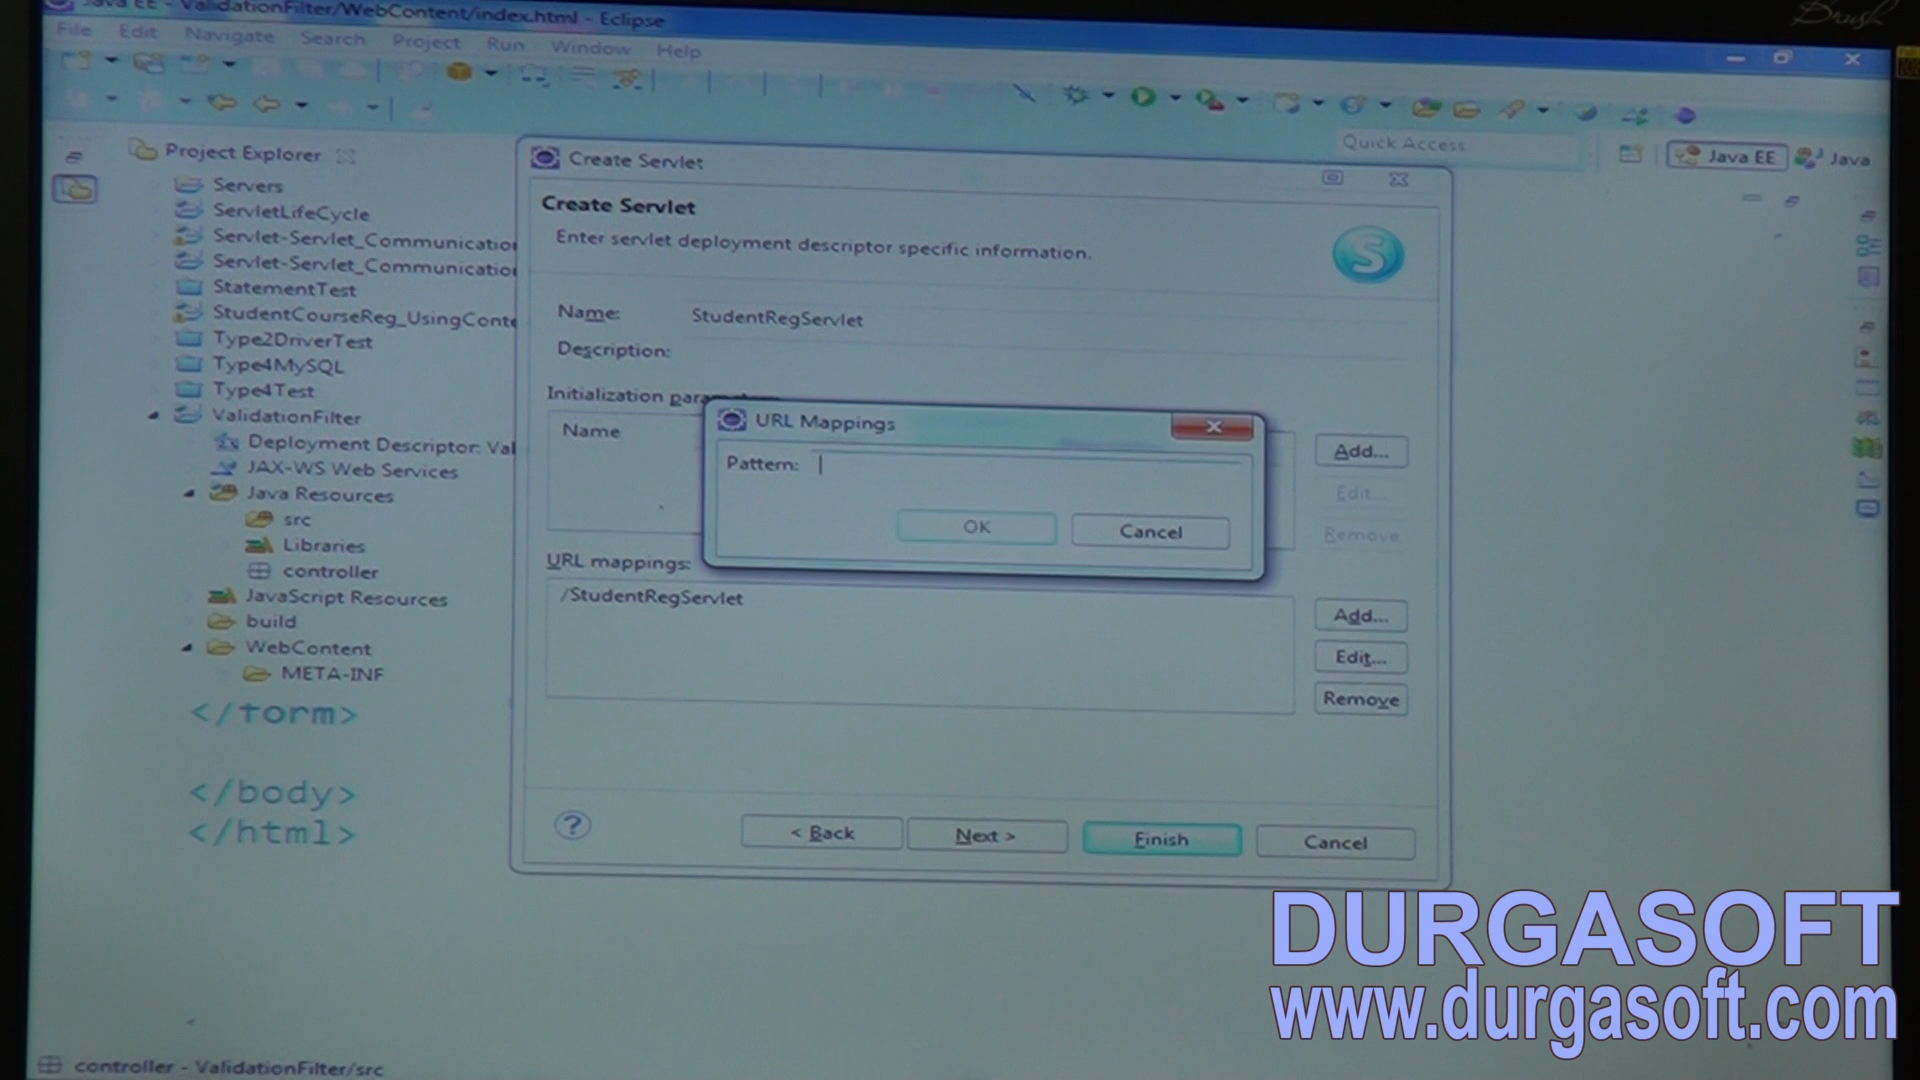 Java EE - ValidationFilter/WebContent/index.html - Eclipse
File Edit Navigate Search Project Run Window Help
Quick Access
Java EE
Java
Project Explorer
Servers
ServletLifeCycle
Servlet-Servlet_Communication
Servlet-Servlet_Communication
StatementTest
StudentCourseReg_UsingConte
Type2DriverTest
Type4MySQL
Type4Test
ValidationFilter
Deployment Descriptor: Val
JAX-WS Web Services
Java Resources
src
Libraries
controller
JavaScript Resources
build
WebContent
META-INF
</form>
</body>
</html>
Create Servlet
Create Servlet
Enter servlet deployment descriptor specific information.
S
Name: StudentRegServlet
Description:
Initialization
Name
Add...
Edit...
Remove
URL Mappings
Pattern:
OK
Cancel
URL mappings:
/StudentRegServlet
Add...
Edit...
Remove
?
< Back
Next >
Finish
Cancel
controller - ValidationFilter/src
DURGASOFT
www.durgasoft.com